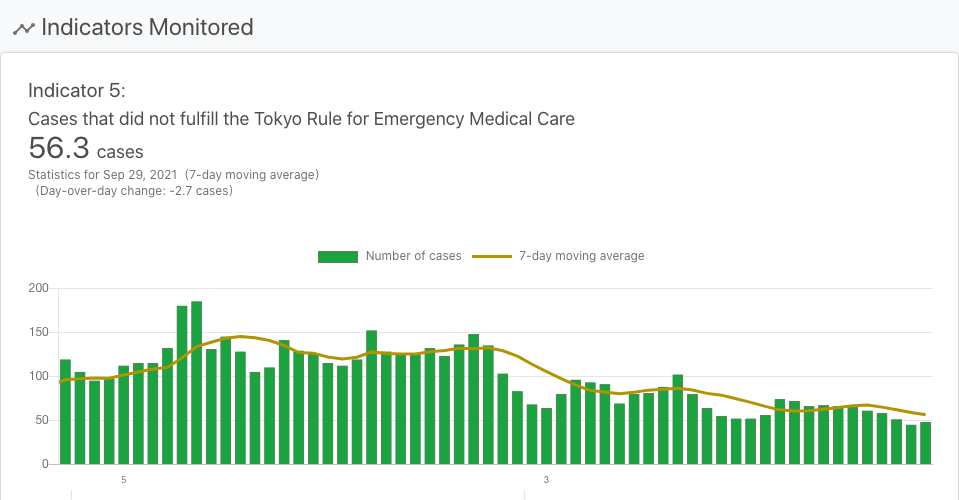 Indicators Monitored
Indicator 5:
Cases that did not fulfill the Tokyo Rule for Emergency Medical Care
56.3 cases
Statistics for Sep 29, 2021 (7-day moving average)
(Day-over-day change: -2.7 cases)
Number of cases 7-day moving average
200
150
100
50
0
5 3